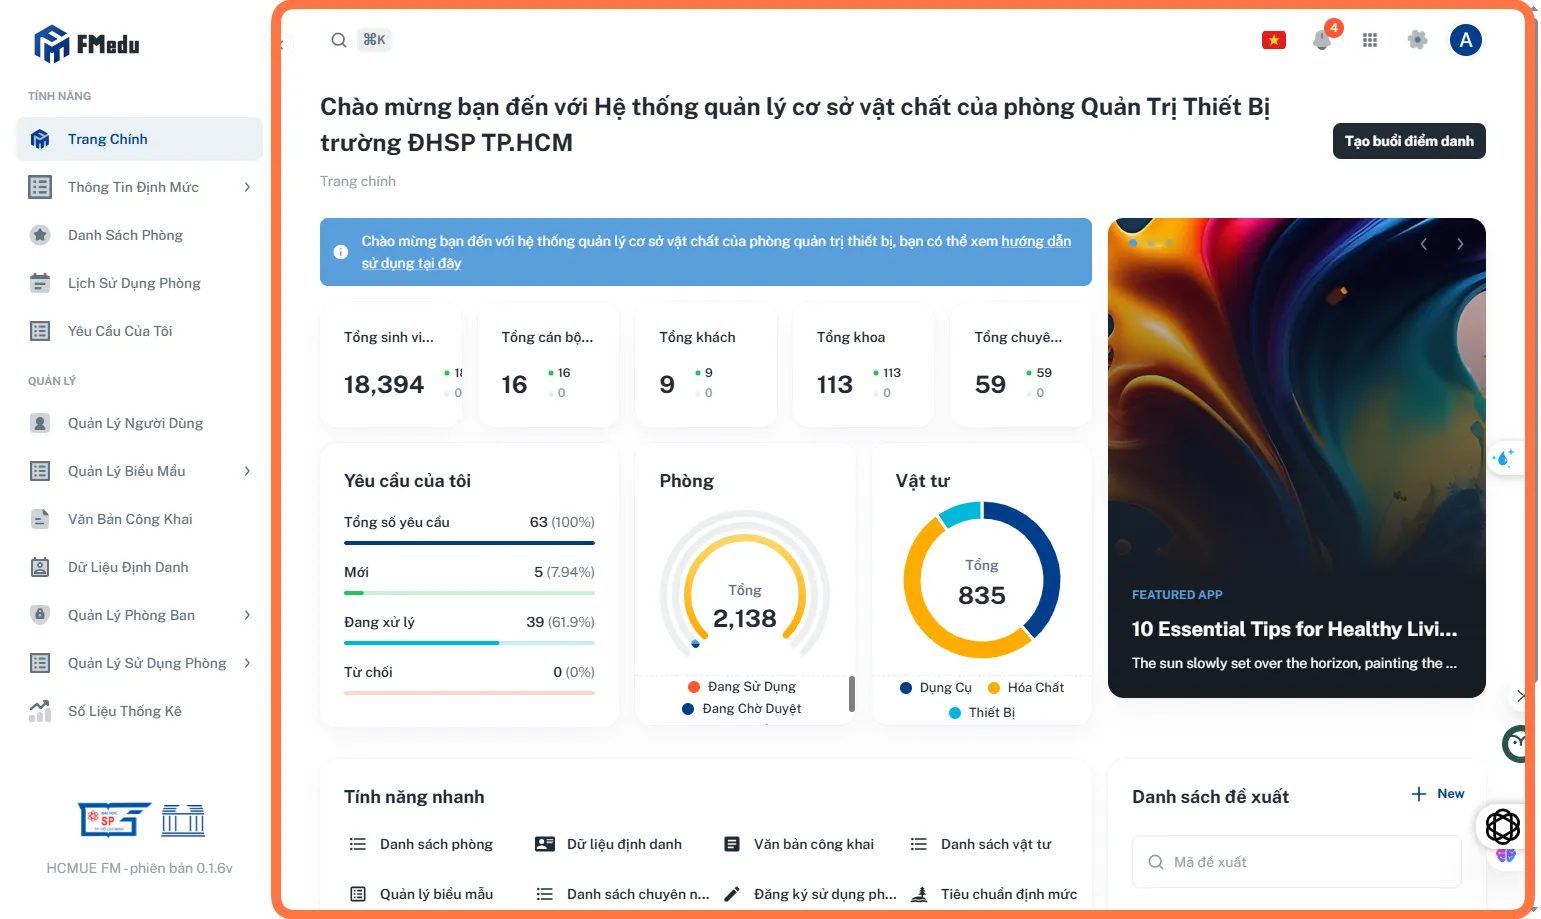 FMedu
TÍNH NĂNG
Trang Chính
Thông Tin Định Mức
Danh Sách Phòng
Lịch Sử Dụng Phòng
Yêu Cầu Của Tôi
QUẢN LÝ
Quản Lý Người Dùng
Quản Lý Biểu Mẫu
Văn Bản Công Khai
Dữ Liệu Định Danh
Quản Lý Phòng Ban
Quản Lý Sử Dụng Phòng
Số Liệu Thống Kê
SP
HCMUE FM - phiên bản 0.1.6v
⌘K
4
A
Chào mừng bạn đến với Hệ thống quản lý cơ sở vật chất của phòng Quản Trị Thiết Bị
trường ĐHSP TP.HCM
Trang chính
Tạo buổi điểm danh
Chào mừng bạn đến với hệ thống quản lý cơ sở vật chất của phòng quản trị thiết bị, bạn có thể xem hướng dẫn
sử dụng tại đây
Tổng sinh vi...
18,394
0
Tổng cán bộ...
16
16
0
Tổng khách
9
9
0
Tổng khoa
113
113
0
Tổng chuyê...
59
59
0
Yêu cầu của tôi
Tổng số yêu cầu 63 (100%)
Mới 5 (7.94%)
Đang xử lý 39 (61.9%)
Từ chối 0 (0%)
Phòng
Tổng
2,138
Đang Sử Dụng
Đang Chờ Duyệt
Vật tư
Tổng
835
Dụng Cụ Hóa Chất
Thiết Bị
FEATURED APP
10 Essential Tips for Healthy Livi...
The sun slowly set over the horizon, painting the ...
Tính năng nhanh
Danh sách phòng
Dữ liệu định danh
Văn bản công khai
Danh sách vật tư
Quản lý biểu mẫu
Danh sách chuyên n...
Đăng ký sử dụng ph...
Tiêu chuẩn định mức
Danh sách đề xuất
New
Mã đề xuất